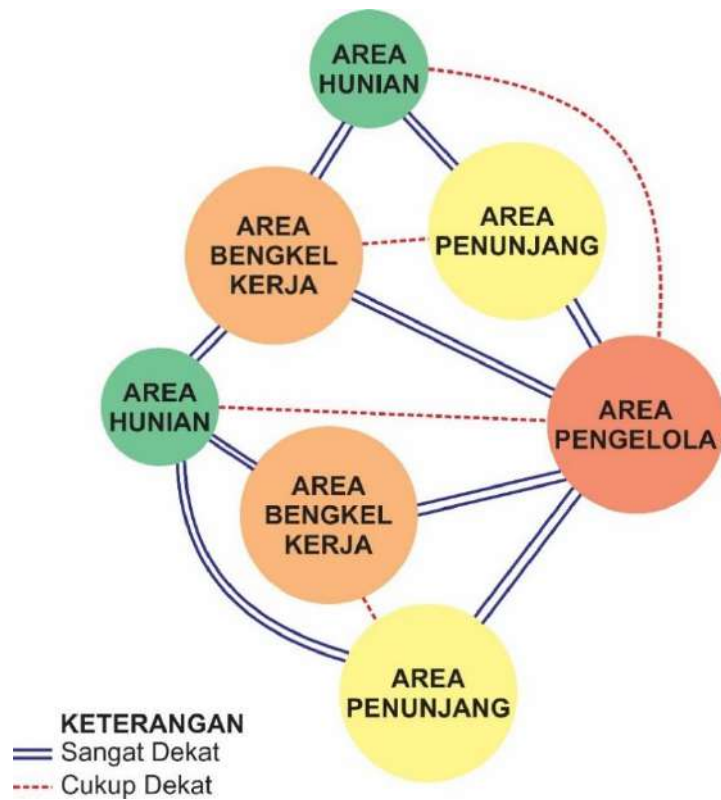 AREA
HUNIAN
AREA
BENGKEL
KERJA
AREA
PENUNJANG
AREA
HUNIAN
AREA
PENGELOLA
AREA
BENGKEL
KERJA
AREA
PENUNJANG
KETERANGAN
Sangat Dekat
Cukup Dekat